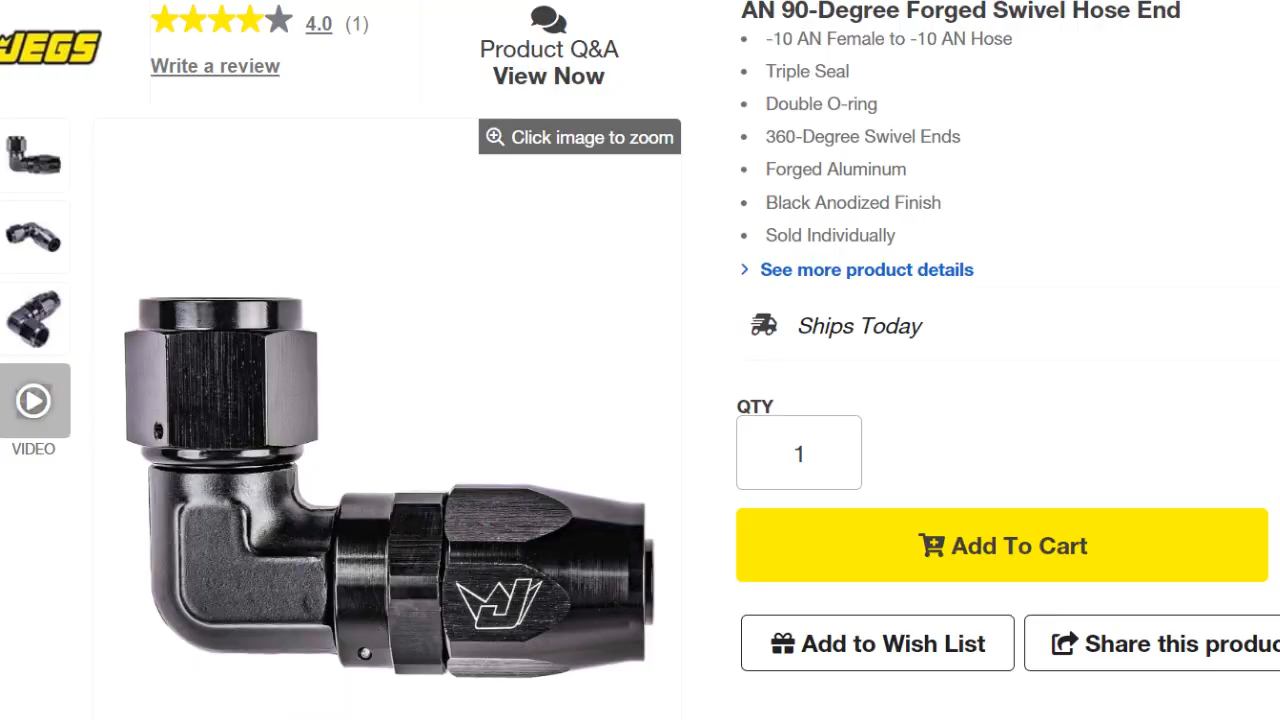 JEGS
4.0 (1)
Write a review
Product Q&A
View Now
Click image to zoom
VIDEO
AN 90-Degree Forged Swivel Hose End
-10 AN Female to -10 AN Hose
Triple Seal
Double O-ring
360-Degree Swivel Ends
Forged Aluminum
Black Anodized Finish
Sold Individually
See more product details
Ships Today
QTY
1
Add To Cart
Add to Wish List
Share this produc